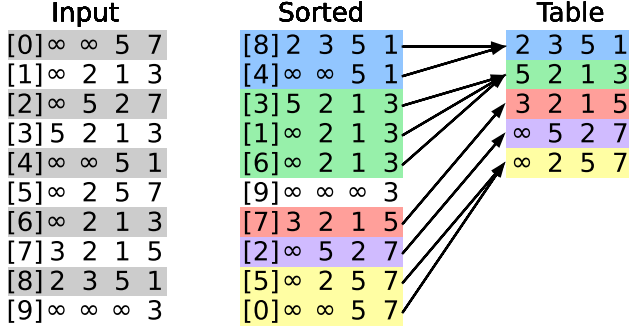 Input
[0] ∞ ∞ 5 7
[1] ∞ 2 1 3
[2] ∞ 5 2 7
[3] 5 2 1 3
[4] ∞ ∞ 5 1
[5] ∞ 2 5 7
[6] ∞ 2 1 3
[7] 3 2 1 5
[8] 2 3 5 1
[9] ∞ ∞ ∞ 3
Sorted
[8] 2 3 5 1
[4] ∞ ∞ 5 1
[3] 5 2 1 3
[1] ∞ 2 1 3
[6] ∞ 2 1 3
[9] ∞ ∞ ∞ 3
[7] 3 2 1 5
[2] ∞ 5 2 7
[5] ∞ 2 5 7
[0] ∞ ∞ 5 7
Table
2 3 5 1
5 2 1 3
3 2 1 5
∞ 5 2 7
∞ 2 5 7